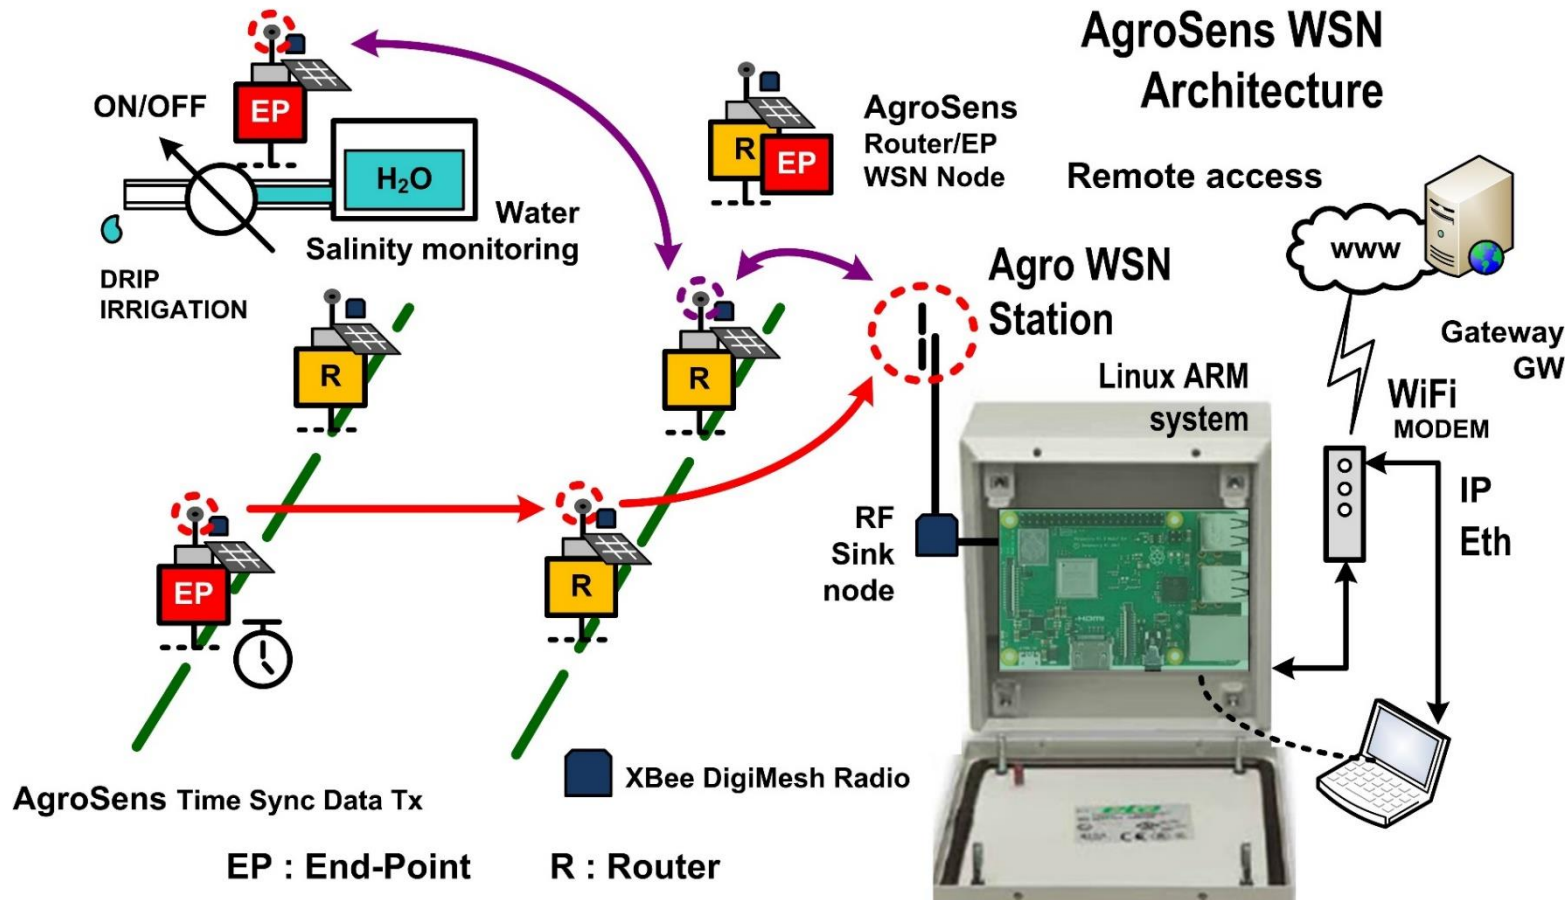 AgroSens WSN
Architecture
EP
ON/OFF
H₂O
Water
Salinity monitoring
DRIP
IRRIGATION
R
EP
AgroSens
Router/EP
WSN Node
Remote access
www
Agro WSN
Station
Gateway
GW
Linux ARM
system
WiFi
MODEM
IP
Eth
R
R
RF
Sink
node
HDMI
EP
R
XBee DigiMesh Radio
AgroSens Time Sync Data Tx
EP : End-Point
R : Router
eta